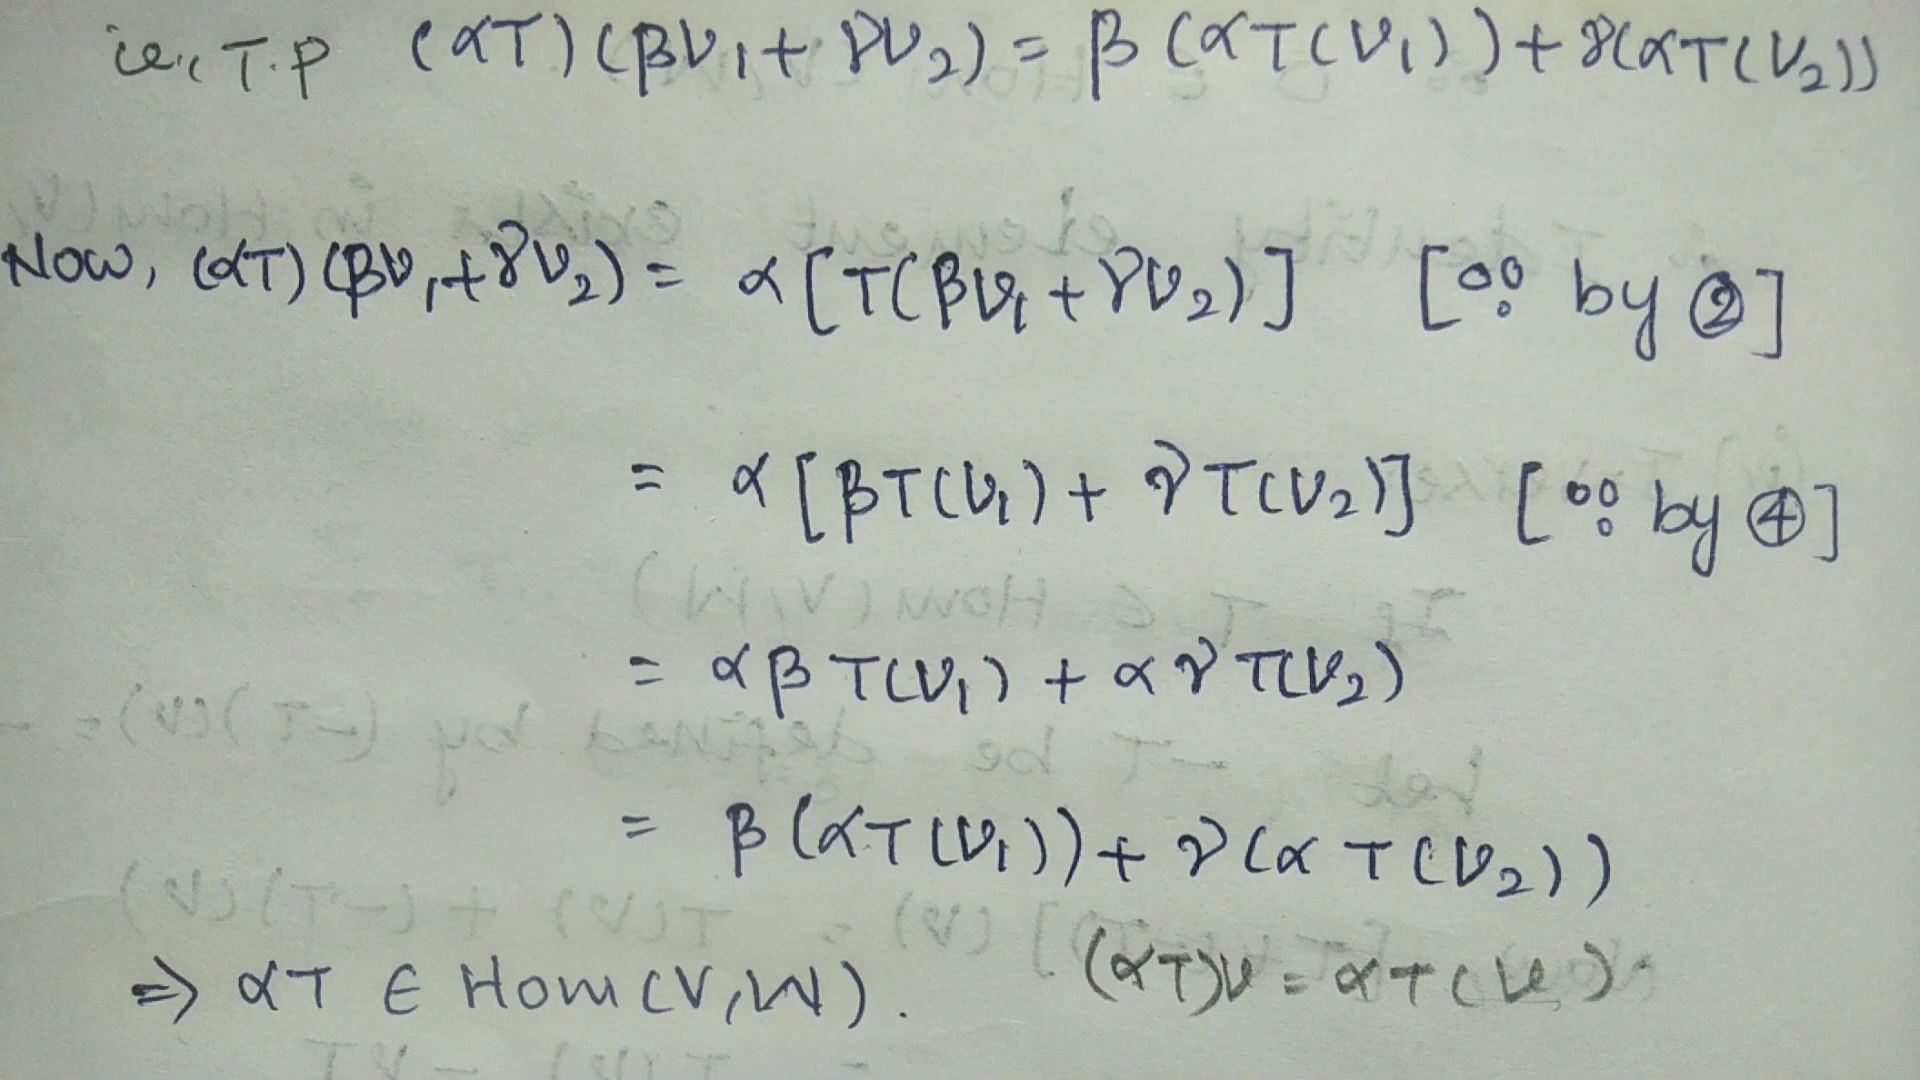 ie., T.P (αT)(βv₁+γv₂) = β(αT(v₁))+γ(αT(v₂))
Now, (αT)(βv₁+γv₂) = α[T(βv₁+γv₂)] [∵ by ②]
= α[βT(v₁)+γT(v₂)] [∵ by ④]
= αβT(v₁)+αγT(v₂)
= β(αT(v₁))+γ(αT(v₂))
⇒ αT ∈ Hom(V,W). (αT)v = αT(v)